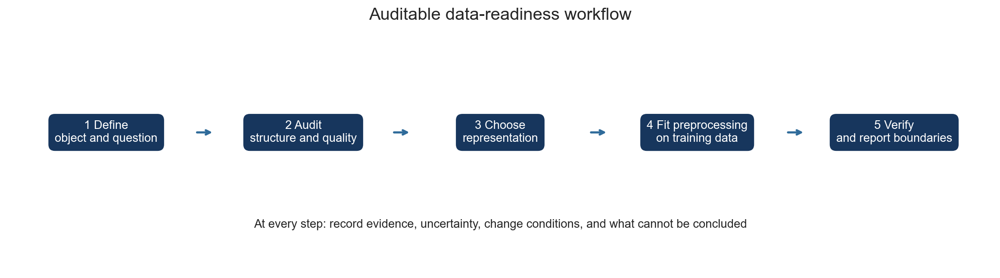 Auditable data-readiness workflow
1 Define
object and question
2 Audit
structure and quality
3 Choose
representation
4 Fit preprocessing
on training data
5 Verify
and report boundaries
At every step: record evidence, uncertainty, change conditions, and what cannot be concluded